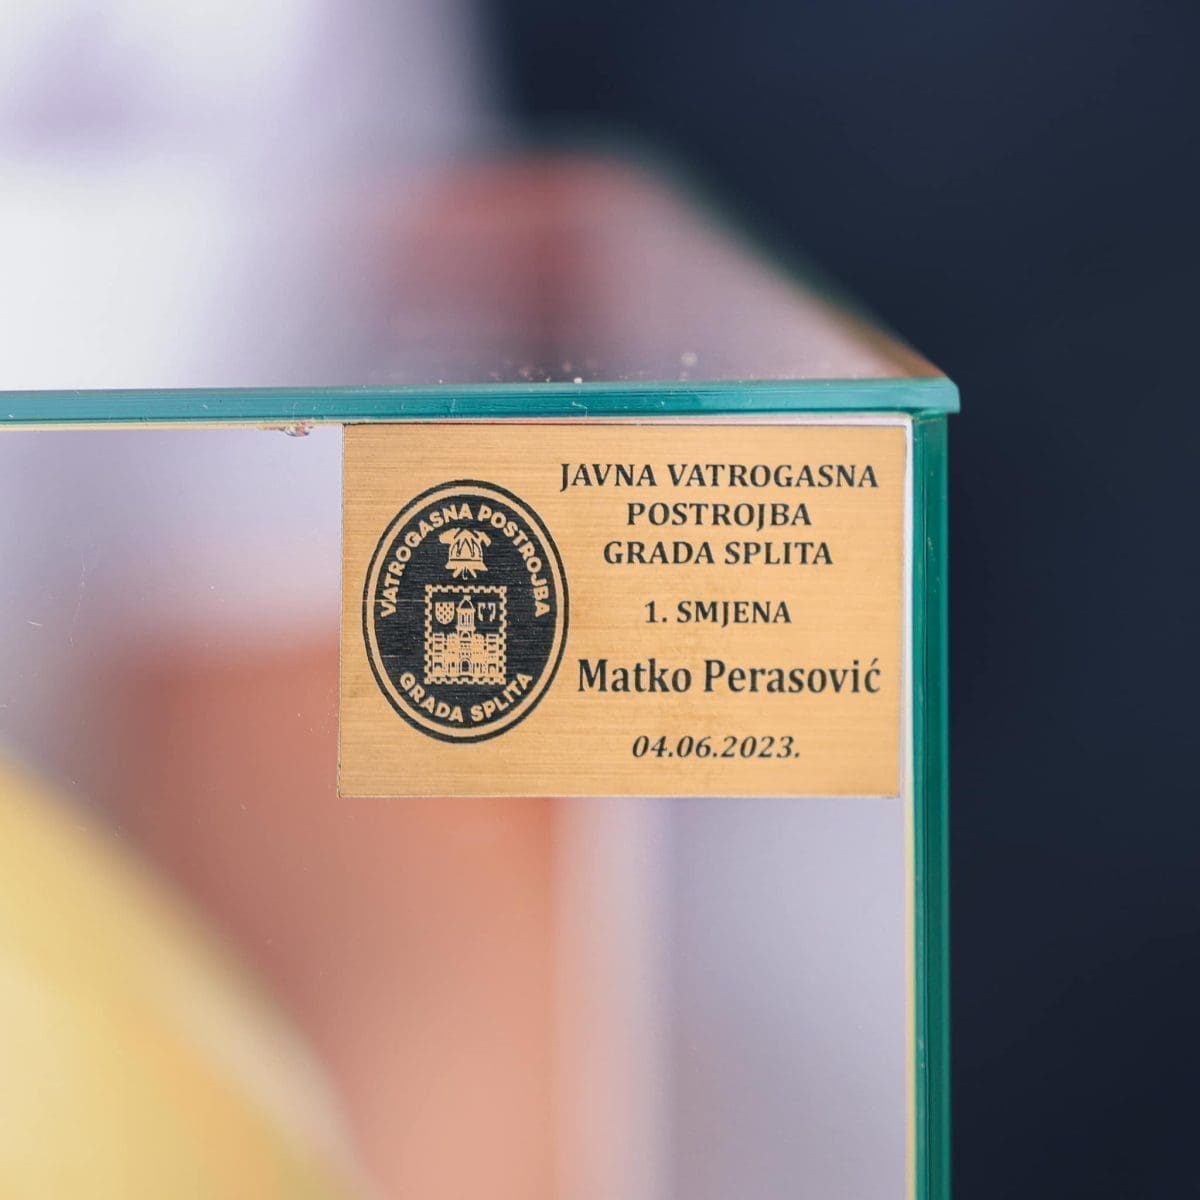 VATROGASNA POSTROJBA
GRADA SPLITA
JAVNA VATROGASNA
POSTROJBA
GRADA SPLITA
1. SMJENA
Matko Perasović
04.06.2023.